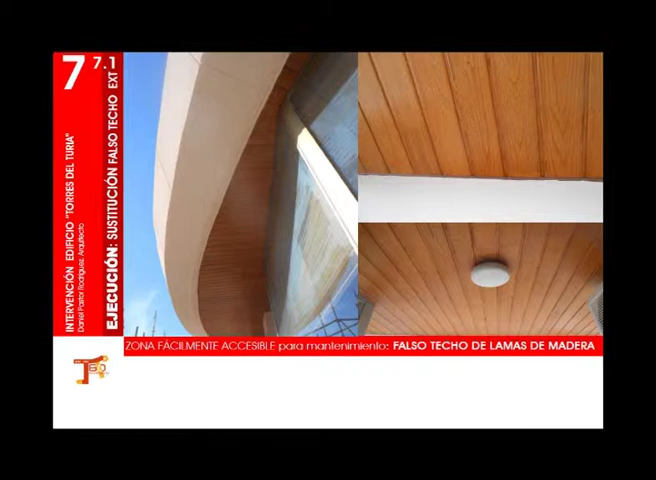 7
7.1
INTERVENCIÓN EDIFICIO "TORRES DEL TURIA"
Daniel Pastor Rodríguez. Arquitecto
EJECUCIÓN: SUSTITUCIÓN FALSO TECHO EXT
ZONA FÁCILMENTE ACCESIBLE para mantenimiento: FALSO TECHO DE LAMAS DE MADERA